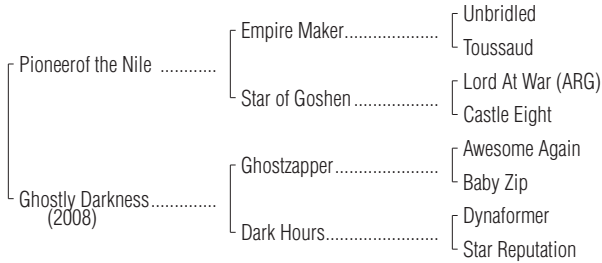 Unbridled
Empire Maker....................
Toussaud
Pioneerof the Nile ............
Lord At War (ARG)
Star of Goshen ..................
Castle Eight
Awesome Again
Ghostzapper......................
Baby Zip
Ghostly Darkness..............
(2008)
Dynaformer
Dark Hours........................
Star Reputation